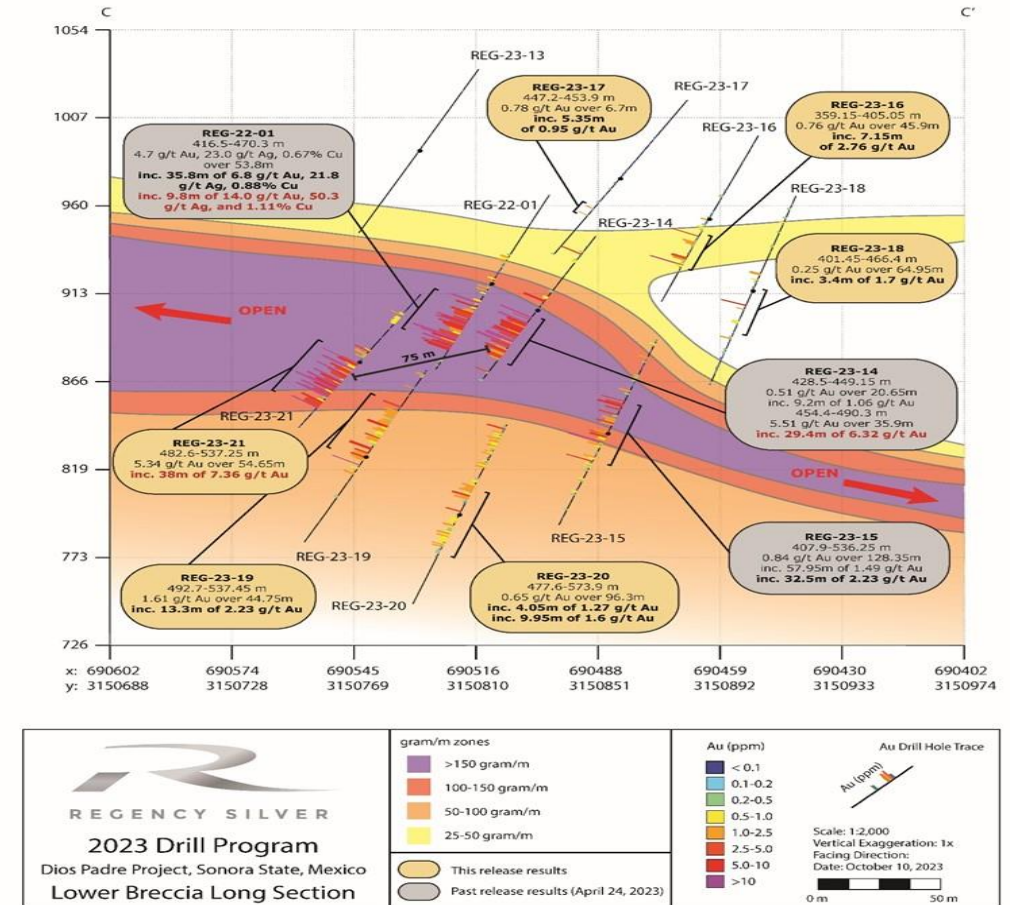 C
C'
1054
1007
960
913
866
819
773
726
REG-23-13
REG-23-17
447.2-453.9 m
0.78 g/t Au over 6.7m
inc. 5.35m
of 0.95 g/t Au
REG-23-17
REG-23-16
359.15-405.05 m
0.76 g/t Au over 45.9m
inc. 7.15m
of 2.76 g/t Au
REG-23-16
REG-22-01
416.5-470.3 m
4.7 g/t Au, 23.0 g/t Ag, 0.67% Cu
over 53.8m
inc. 35.8m of 6.8 g/t Au, 21.8
g/t Ag, 0.88% Cu
inc. 9.8m of 14.0 g/t Au, 50.3
g/t Ag, and 1.11% Cu
REG-23-18
REG-22-01
REG-23-14
REG-23-18
401.45-466.4 m
0.25 g/t Au over 64.95m
inc. 3.4m of 1.7 g/t Au
OPEN
75 m
REG-23-14
428.5-449.15 m
0.51 g/t Au over 20.65m
inc. 9.2m of 1.06 g/t Au
454.4-490.3 m
5.51 g/t Au over 35.9m
inc. 29.4m of 6.32 g/t Au
REG-23-21
REG-23-21
482.6-537.25 m
5.34 g/t Au over 54.65m
inc. 38m of 7.36 g/t Au
OPEN
REG-23-15
REG-23-15
407.9-536.25 m
0.84 g/t Au over 128.35m
inc. 57.95m of 1.49 g/t Au
inc. 32.5m of 2.23 g/t Au
REG-23-19
REG-23-19
492.7-537.45 m
1.61 g/t Au over 44.75m
inc. 13.3m of 2.23 g/t Au
REG-23-20
REG-23-20
477.6-573.9 m
0.65 g/t Au over 96.3m
inc. 4.05m of 1.27 g/t Au
inc. 9.95m of 1.6 g/t Au
x: 690602 690574 690545 690516 690488 690459 690430 690402
y: 3150688 3150728 3150769 3150810 3150851 3150892 3150933 3150974
REGENCY SILVER
2023 Drill Program
Dios Padre Project, Sonora State, Mexico
Lower Breccia Long Section
gram/m zones
>150 gram/m
100-150 gram/m
50-100 gram/m
25-50 gram/m
This release results
Past release results (April 24, 2023)
Au (ppm)
< 0.1
0.1-0.2
0.2-0.5
0.5-1.0
1.0-2.5
2.5-5.0
5.0-10
>10
Au Drill Hole Trace
Au (ppm)
Scale: 1:2,000
Vertical Exaggeration: 1x
Facing Direction:
Date: October 10, 2023
0 m 50 m